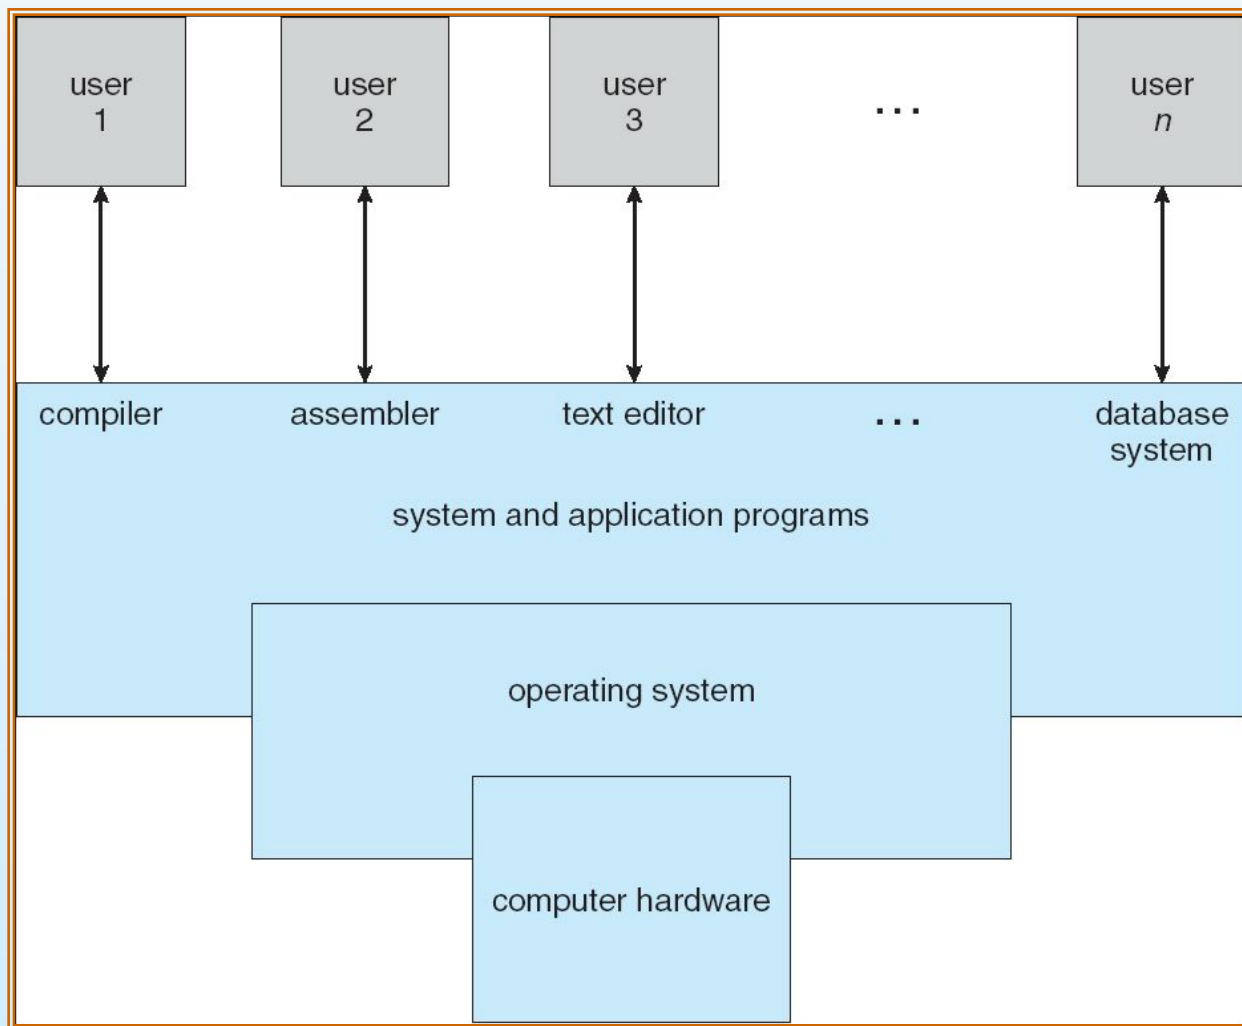 user
1
user
2
user
3
...
user
n
compiler
assembler
text editor
...
database
system
system and application programs
operating system
computer hardware